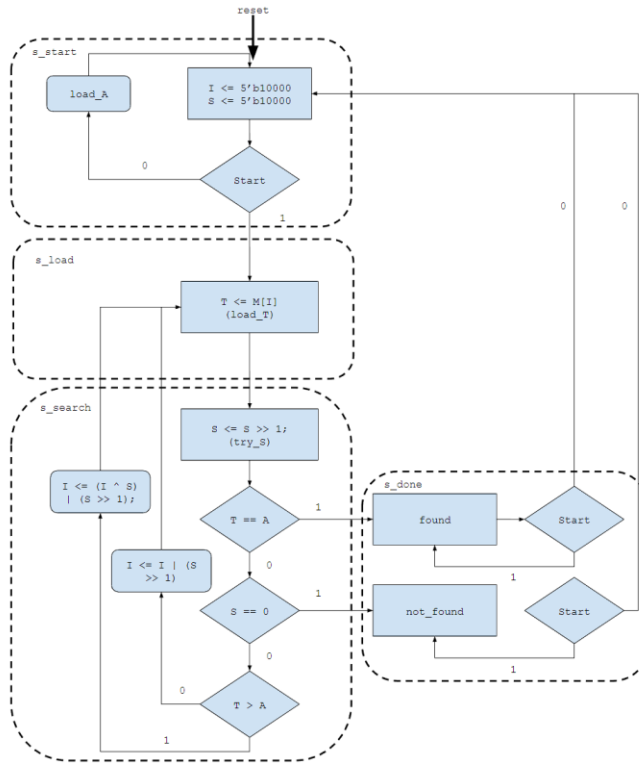 reset
s_start
load_A
I <= 5'b10000
S <= 5'b10000
0
Start
1
0
0
s_load
T <= M[I]
(load_T)
s_search
S <= S >> 1;
(try_S)
I <= (I ^ S)
| (S >> 1);
T == A
1
s_done
found
Start
0
1
I <= I | (S
>> 1)
S == 0
1
not_found
Start
0
1
T > A
0
1